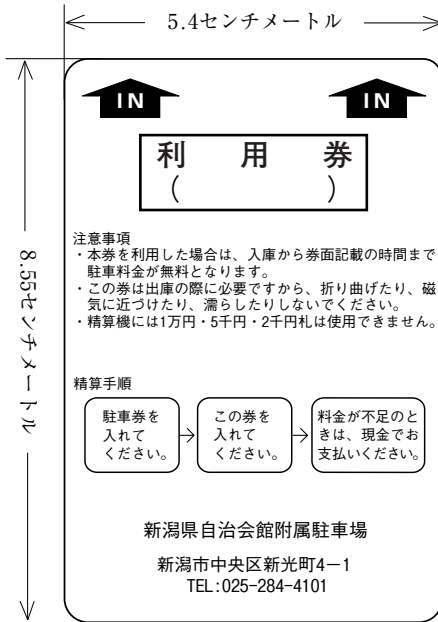 5.4センチメートル
8.55センチメートル
IN IN
利 用 券
( )
注意事項
・本券を利用した場合は、入庫から券面記載の時間まで
駐車料金が無料となります。
・この券は出庫の際に必要ですから、折り曲げたり、磁
気に近づけたり、濡らしたりしないでください。
・精算機には1万円・5千円・2千円札は使用できません。
精算手順
駐車券を
入れて
ください。
この券を
入れて
ください。
料金が不足のと
きは、現金でお
支払いください。
新潟県自治会館附属駐車場
新潟市中央区新光町4−1
TEL:025-284-4101